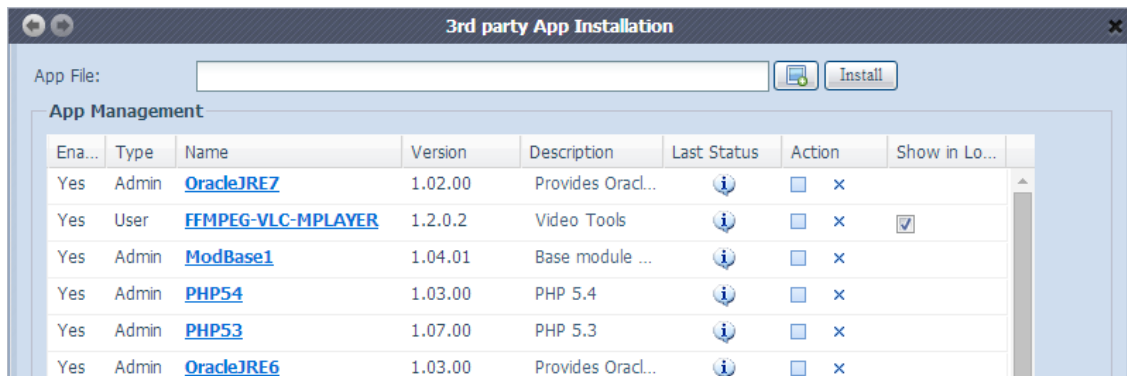 3rd party App Installation
App File: Install
App Management
Ena... Type Name Version Description Last Status Action Show in Lo...
Yes Admin OracleJRE7 1.02.00 Provides Oracl...
Yes User FFMPEG-VLC-MPLAYER 1.2.0.2 Video Tools
Yes Admin ModBase1 1.04.01 Base module ...
Yes Admin PHP54 1.03.00 PHP 5.4
Yes Admin PHP53 1.07.00 PHP 5.3
Yes Admin OracleJRE6 1.03.00 Provides Oracl...